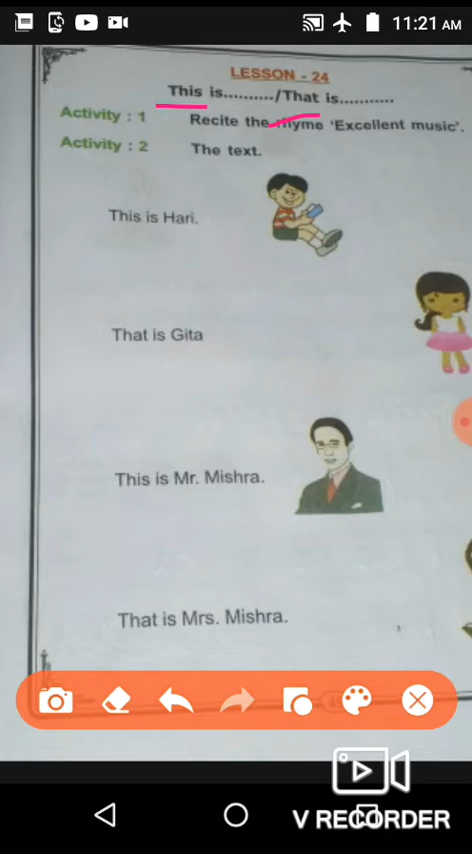 11:21 AM
LESSON - 24
This is........../That is...........
Activity : 1 Recite the rhyme 'Excellent music'.
Activity : 2 The text.
This is Hari.
That is Gita
This is Mr. Mishra.
That is Mrs. Mishra.
V RECORDER